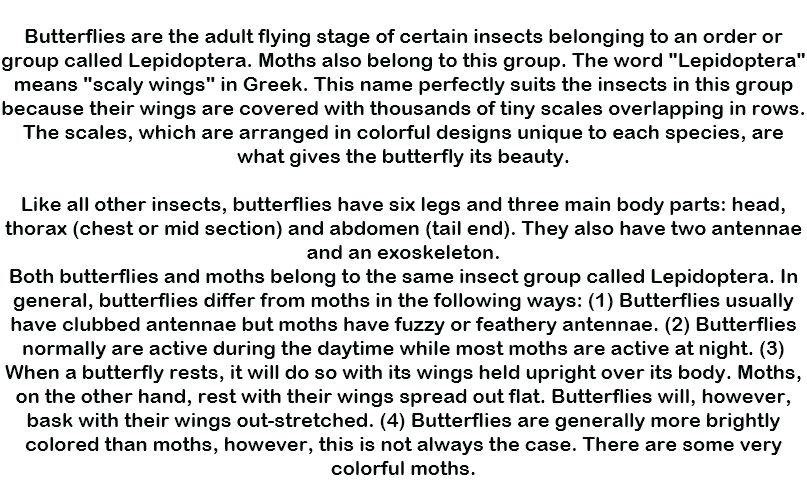 Butterflies are the adult flying stage of certain insects belonging to an order or
group called Lepidoptera. Moths also belong to this group. The word "Lepidoptera"
means "scaly wings" in Greek. This name perfectly suits the insects in this group
because their wings are covered with thousands of tiny scales overlapping in rows.
The scales, which are arranged in colorful designs unique to each species, are
what gives the butterfly its beauty.
Like all other insects, butterflies have six legs and three main body parts: head,
thorax (chest or mid section) and abdomen (tail end). They also have two antennae
and an exoskeleton.
Both butterflies and moths belong to the same insect group called Lepidoptera. In
general, butterflies differ from moths in the following ways: (1) Butterflies usually
have clubbed antennae but moths have fuzzy or feathery antennae. (2) Butterflies
normally are active during the daytime while most moths are active at night. (3)
When a butterfly rests, it will do so with its wings held upright over its body. Moths,
on the other hand, rest with their wings spread out flat. Butterflies will, however,
bask with their wings out-stretched. (4) Butterflies are generally more brightly
colored than moths, however, this is not always the case. There are some very
colorful moths.